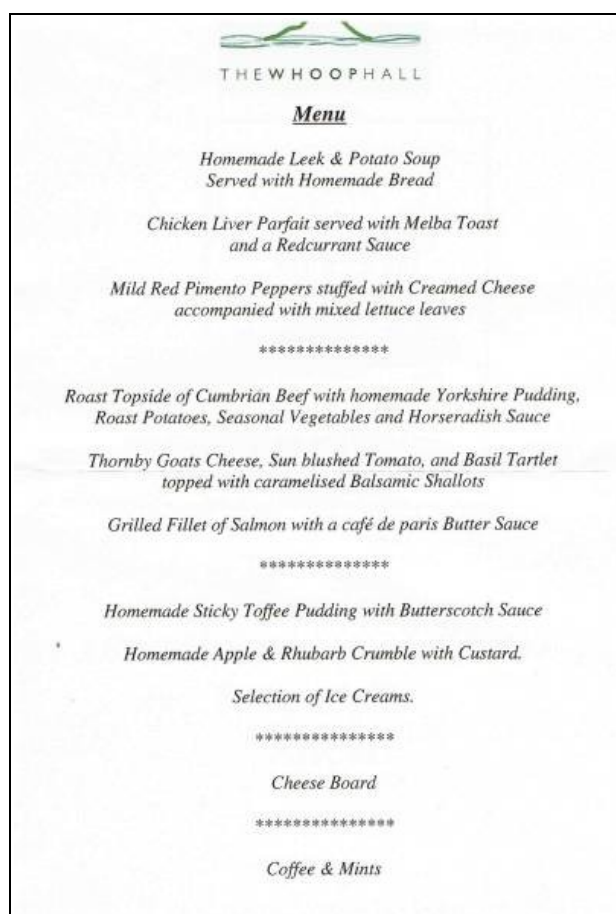 THEWHOOPHALL
Menu
Homemade Leek & Potato Soup
Served with Homemade Bread
Chicken Liver Parfait served with Melba Toast
and a Redcurrant Sauce
Mild Red Pimento Peppers stuffed with Creamed Cheese
accompanied with mixed lettuce leaves
**************
Roast Topside of Cumbrian Beef with homemade Yorkshire Pudding,
Roast Potatoes, Seasonal Vegetables and Horseradish Sauce
Thornby Goats Cheese, Sun blushed Tomato, and Basil Tartlet
topped with caramelised Balsamic Shallots
Grilled Fillet of Salmon with a café de paris Butter Sauce
**************
Homemade Sticky Toffee Pudding with Butterscotch Sauce
Homemade Apple & Rhubarb Crumble with Custard.
Selection of Ice Creams.
***************
Cheese Board
***************
Coffee & Mints